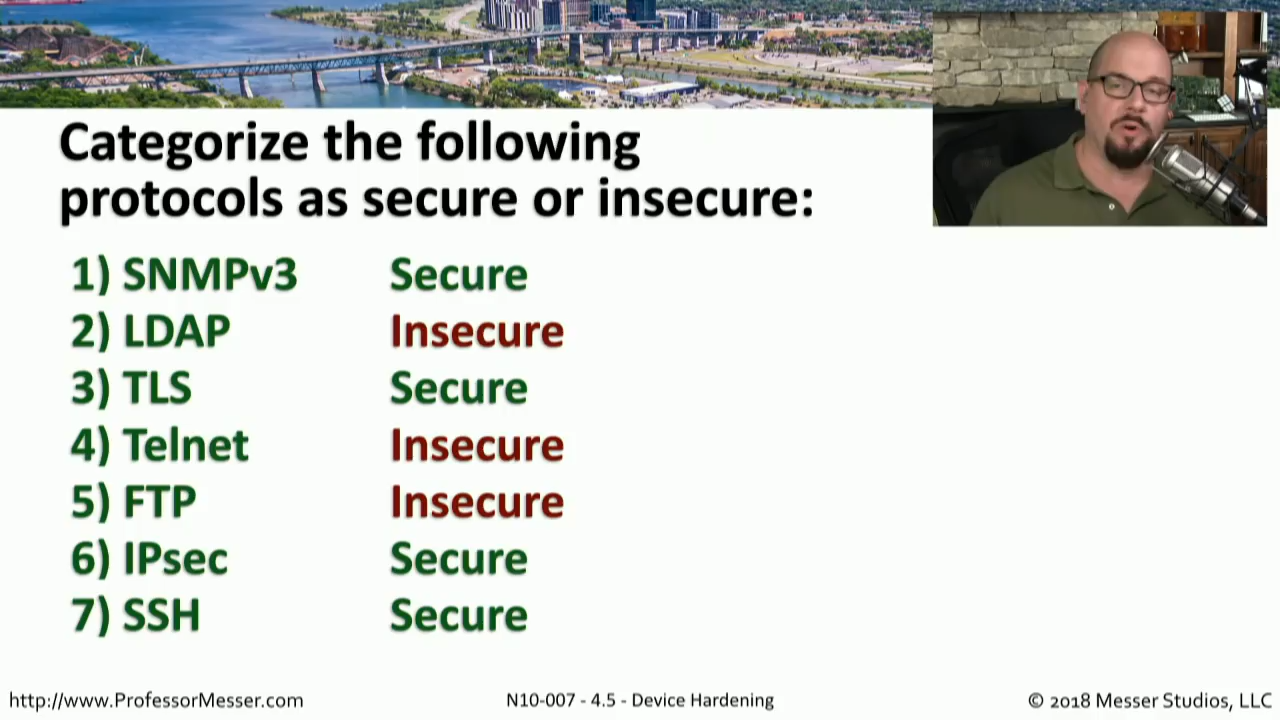 Categorize the following
protocols as secure or insecure:
1) SNMPv3 Secure
2) LDAP Insecure
3) TLS Secure
4) Telnet Insecure
5) FTP Insecure
6) IPsec Secure
7) SSH Secure
http://www.ProfessorMesser.com N10-007 - 4.5 - Device Hardening © 2018 Messer Studios, LLC